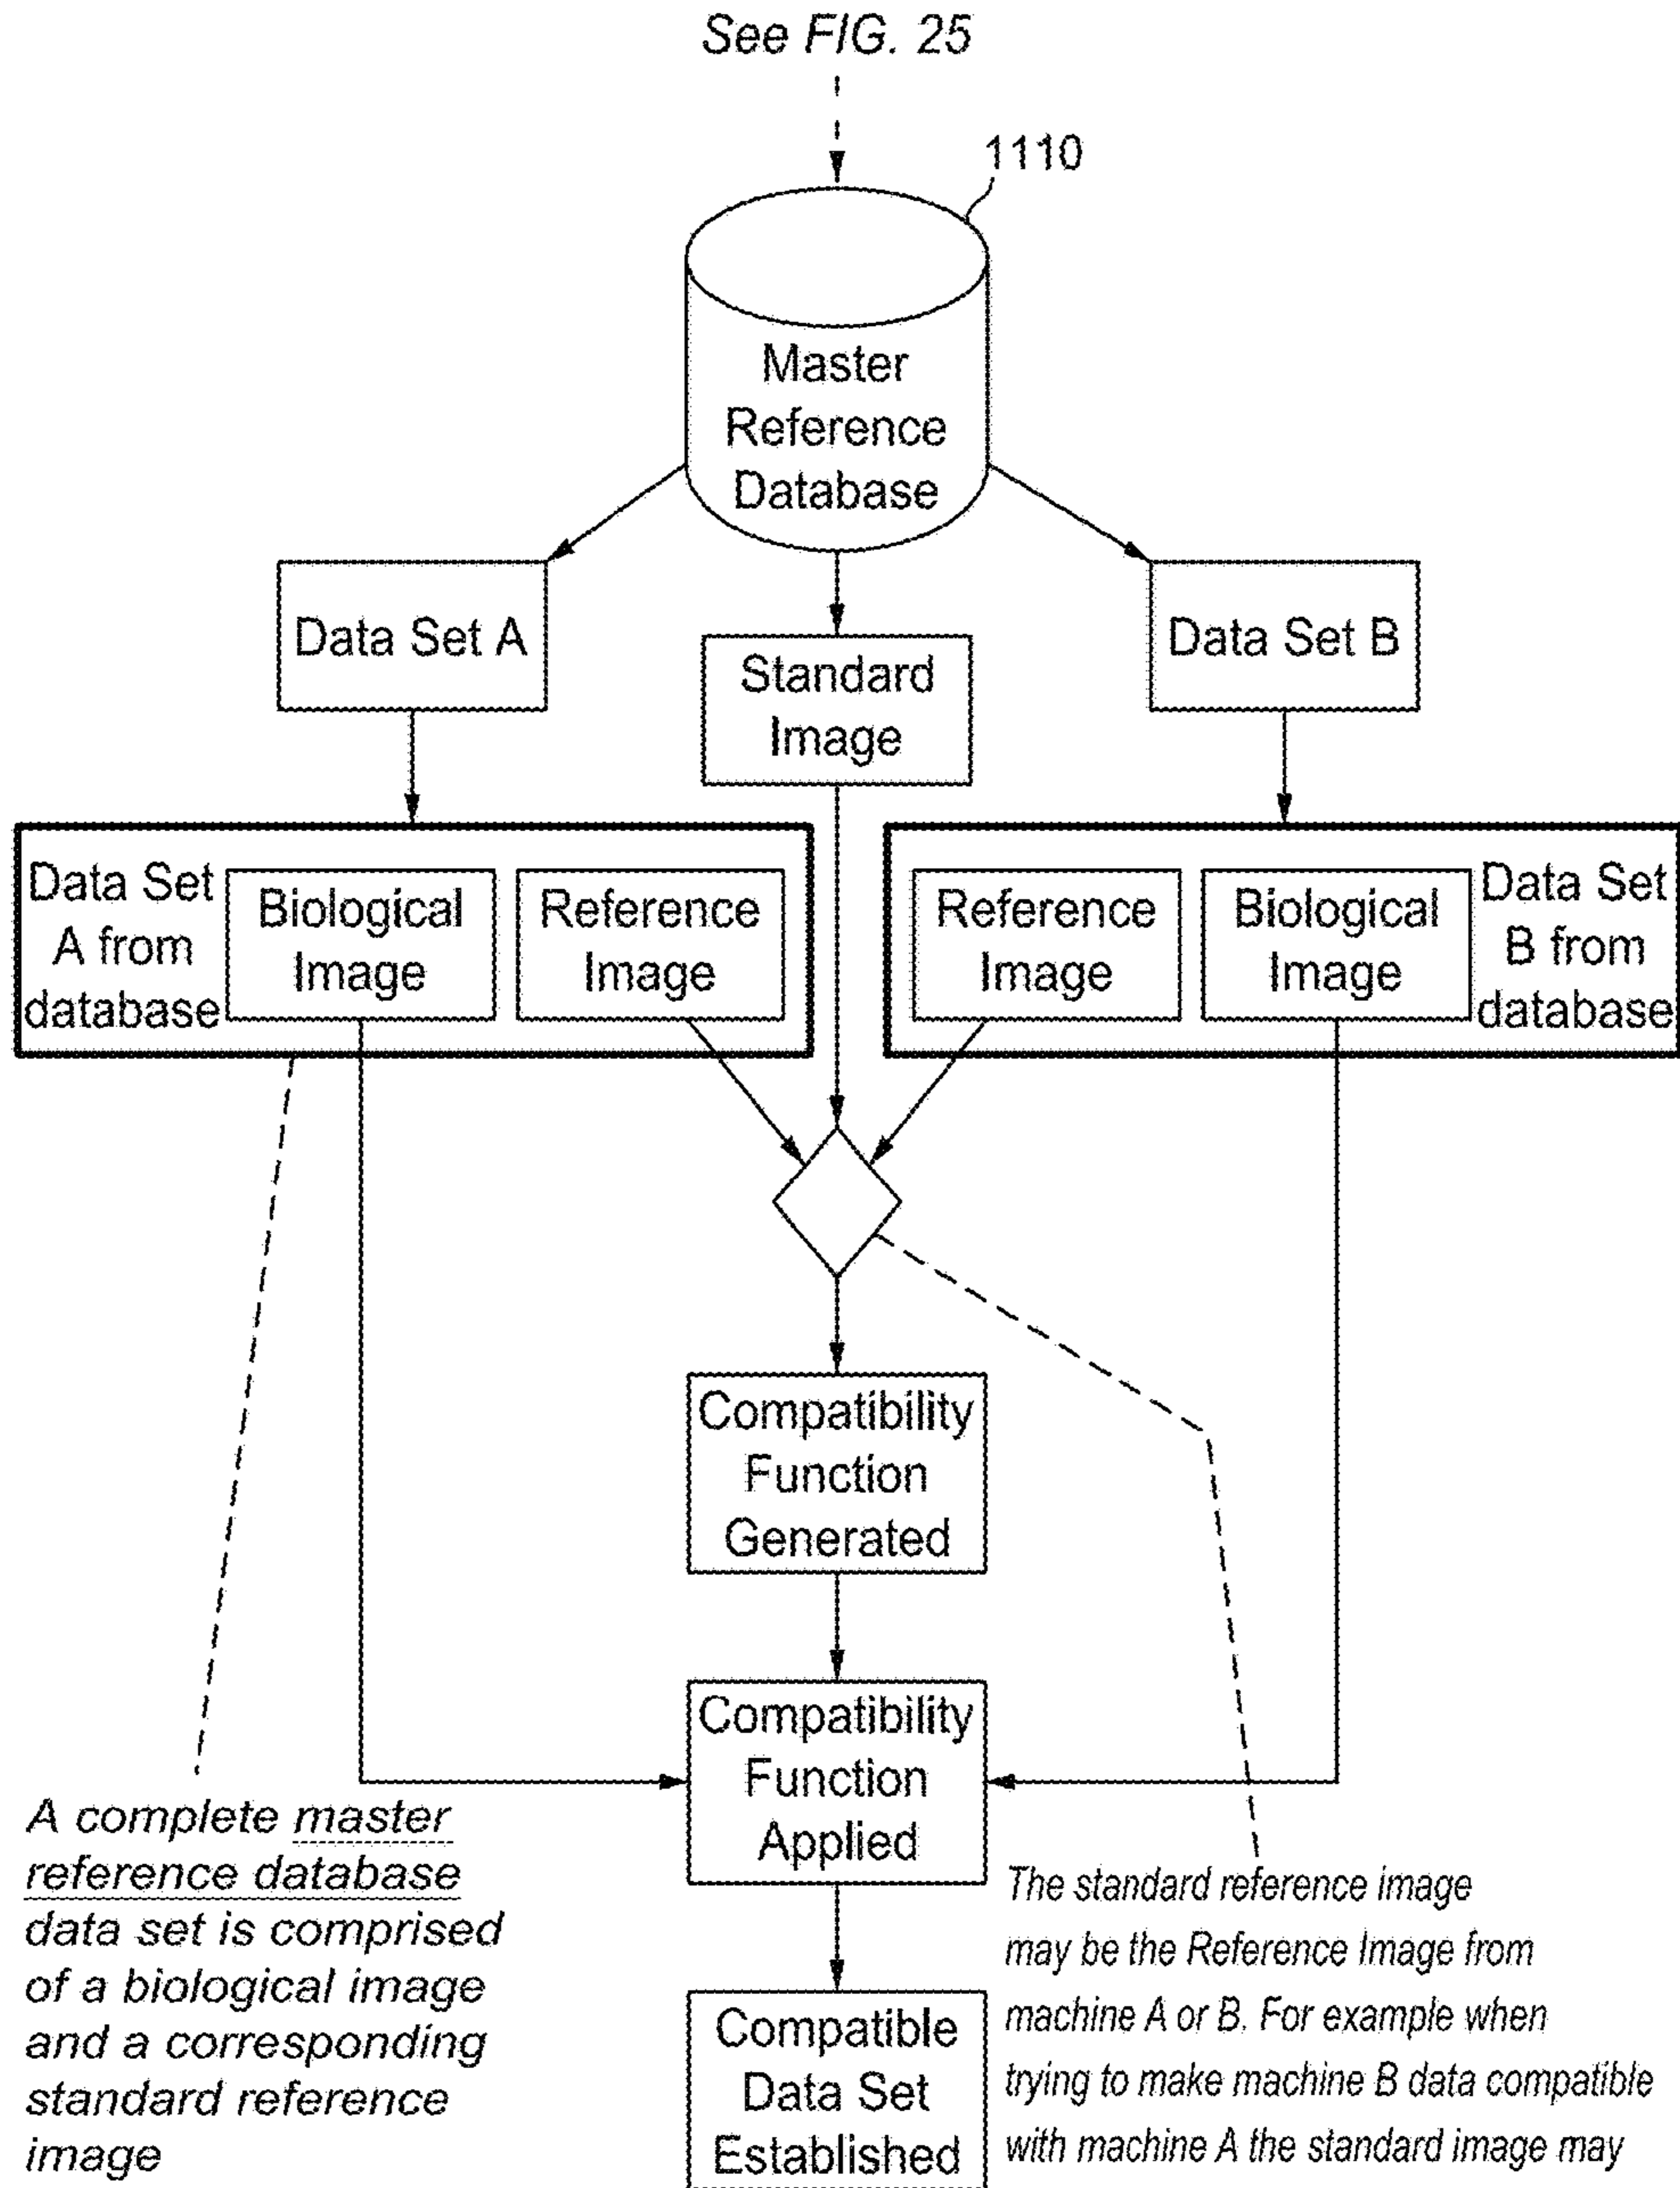 See FIG. 25
1110
Master
Reference
Database
Data Set A
Standard
Image
Data Set B
Data Set
A from
database
Biological
Image
Reference
Image
Reference
Image
Biological
Image
Data Set
B from
database
Compatibility
Function
Generated
Compatibility
Function
Applied
Compatible
Data Set
Established
A complete master
reference database
data set is comprised
of a biological image
and a corresponding
standard reference
image
The standard reference image
may be the Reference Image from
machine A or B. For example when
trying to make machine B data compatible
with machine A the standard image may